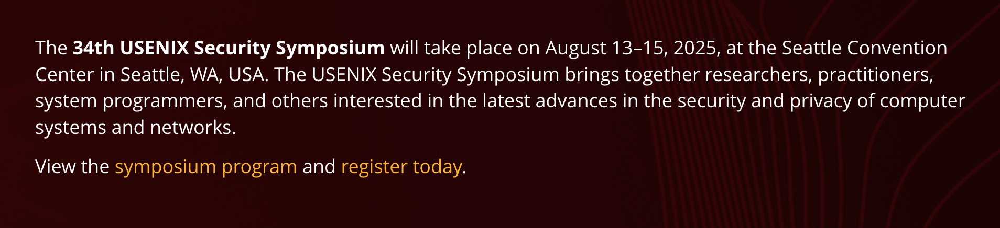 The 34th USENIX Security Symposium will take place on August 13–15, 2025, at the Seattle Convention
Center in Seattle, WA, USA. The USENIX Security Symposium brings together researchers, practitioners,
system programmers, and others interested in the latest advances in the security and privacy of computer
systems and networks.
View the symposium program and register today.